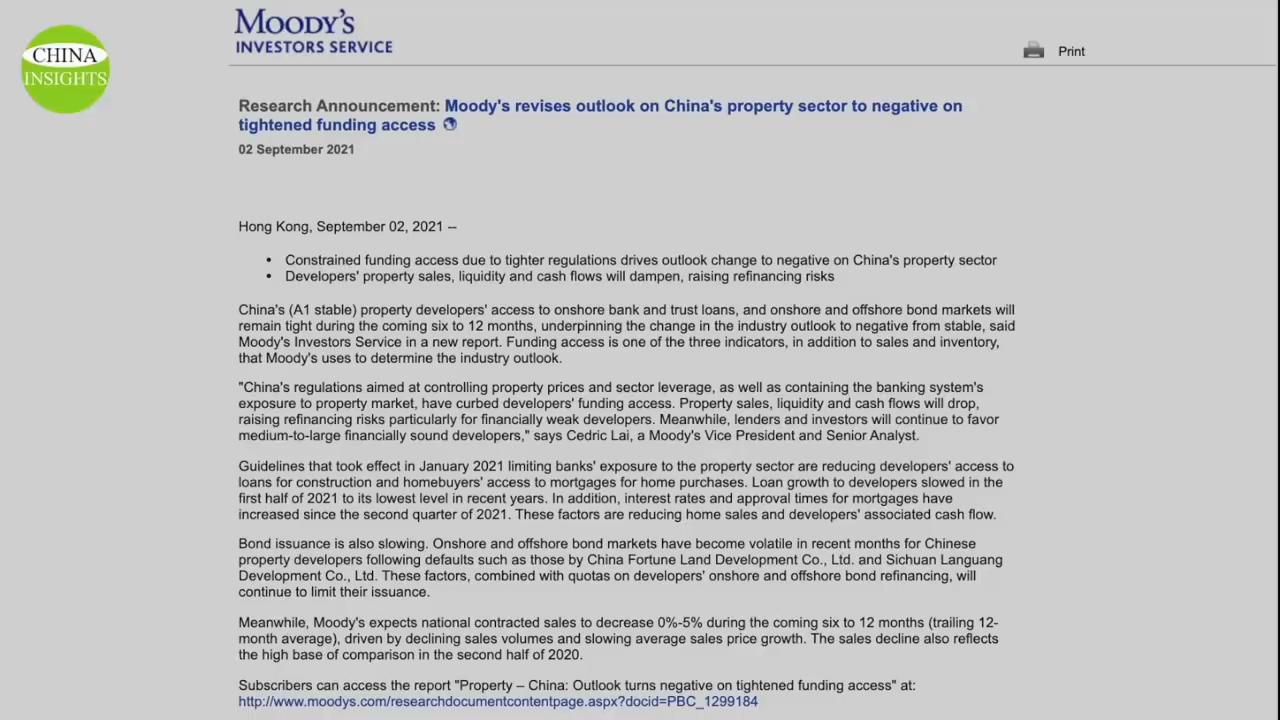 CHINA
INSIGHTS
MOODY'S
INVESTORS SERVICE
Print
Research Announcement: Moody's revises outlook on China's property sector to negative on
tightened funding access
02 September 2021
Hong Kong, September 02, 2021 --
• Constrained funding access due to tighter regulations drives outlook change to negative on China's property sector
• Developers' property sales, liquidity and cash flows will dampen, raising refinancing risks
China's (A1 stable) property developers' access to onshore bank and trust loans, and onshore and offshore bond markets will
remain tight during the coming six to 12 months, underpinning the change in the industry outlook to negative from stable, said
Moody's Investors Service in a new report. Funding access is one of the three indicators, in addition to sales and inventory,
that Moody's uses to determine the industry outlook.
"China's regulations aimed at controlling property prices and sector leverage, as well as containing the banking system's
exposure to property market, have curbed developers' funding access. Property sales, liquidity and cash flows will drop,
raising refinancing risks particularly for financially weak developers. Meanwhile, lenders and investors will continue to favor
medium-to-large financially sound developers," says Cedric Lai, a Moody's Vice President and Senior Analyst.
Guidelines that took effect in January 2021 limiting banks' exposure to the property sector are reducing developers' access to
loans for construction and homebuyers' access to mortgages for home purchases. Loan growth to developers slowed in the
first half of 2021 to its lowest level in recent years. In addition, interest rates and approval times for mortgages have
increased since the second quarter of 2021. These factors are reducing home sales and developers' associated cash flow.
Bond issuance is also slowing. Onshore and offshore bond markets have become volatile in recent months for Chinese
property developers following defaults such as those by China Fortune Land Development Co., Ltd. and Sichuan Languang
Development Co., Ltd. These factors, combined with quotas on developers' onshore and offshore bond refinancing, will
continue to limit their issuance.
Meanwhile, Moody's expects national contracted sales to decrease 0%-5% during the coming six to 12 months (trailing 12-
month average), driven by declining sales volumes and slowing average sales price growth. The sales decline also reflects
the high base of comparison in the second half of 2020.
Subscribers can access the report "Property – China: Outlook turns negative on tightened funding access" at:
http://www.moodys.com/researchdocumentcontentpage.aspx?docid=PBC_1299184